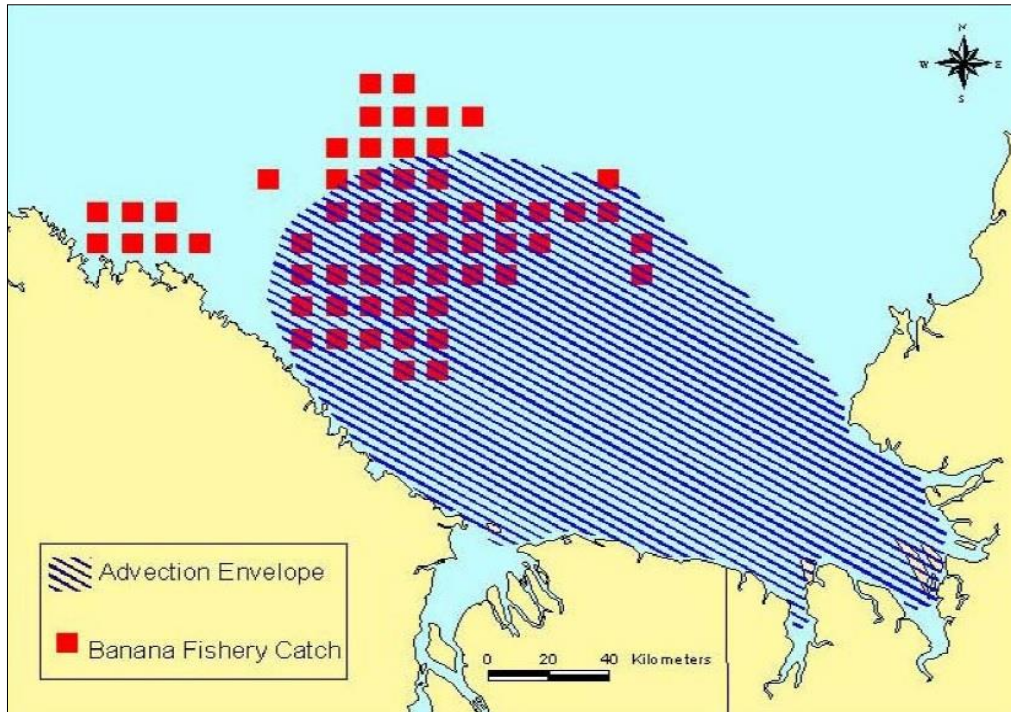 N
W E
S
Advection Envelope
Banana Fishery Catch
0 20 40 Kilometers